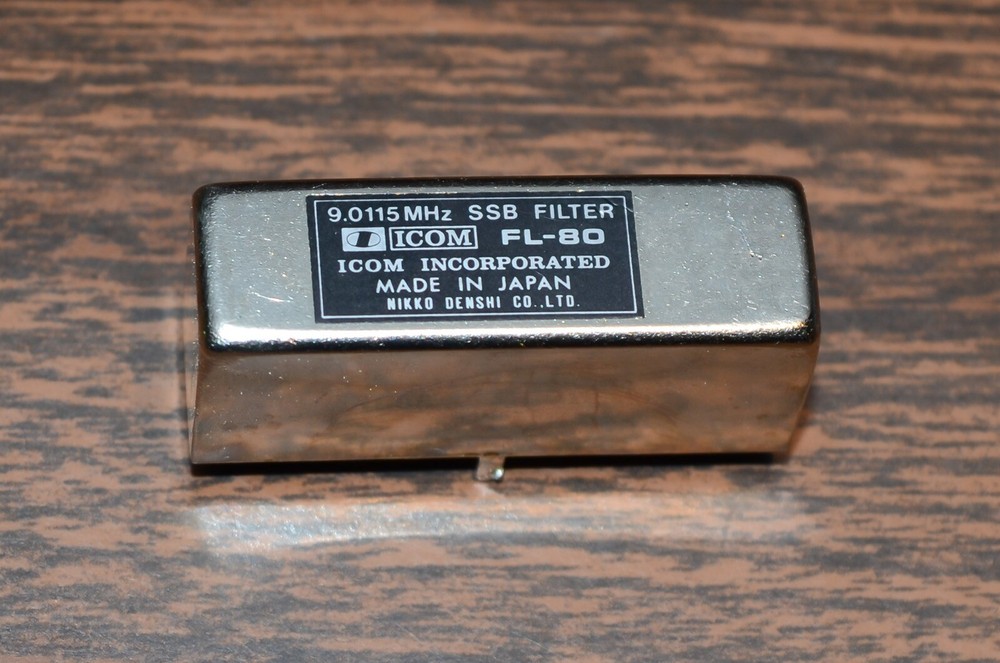 9.0115MHz SSB FILTER
ICOM FL-80
ICOM INCORPORATED
MADE IN JAPAN
NIKKO DENSHI CO.,LTD.